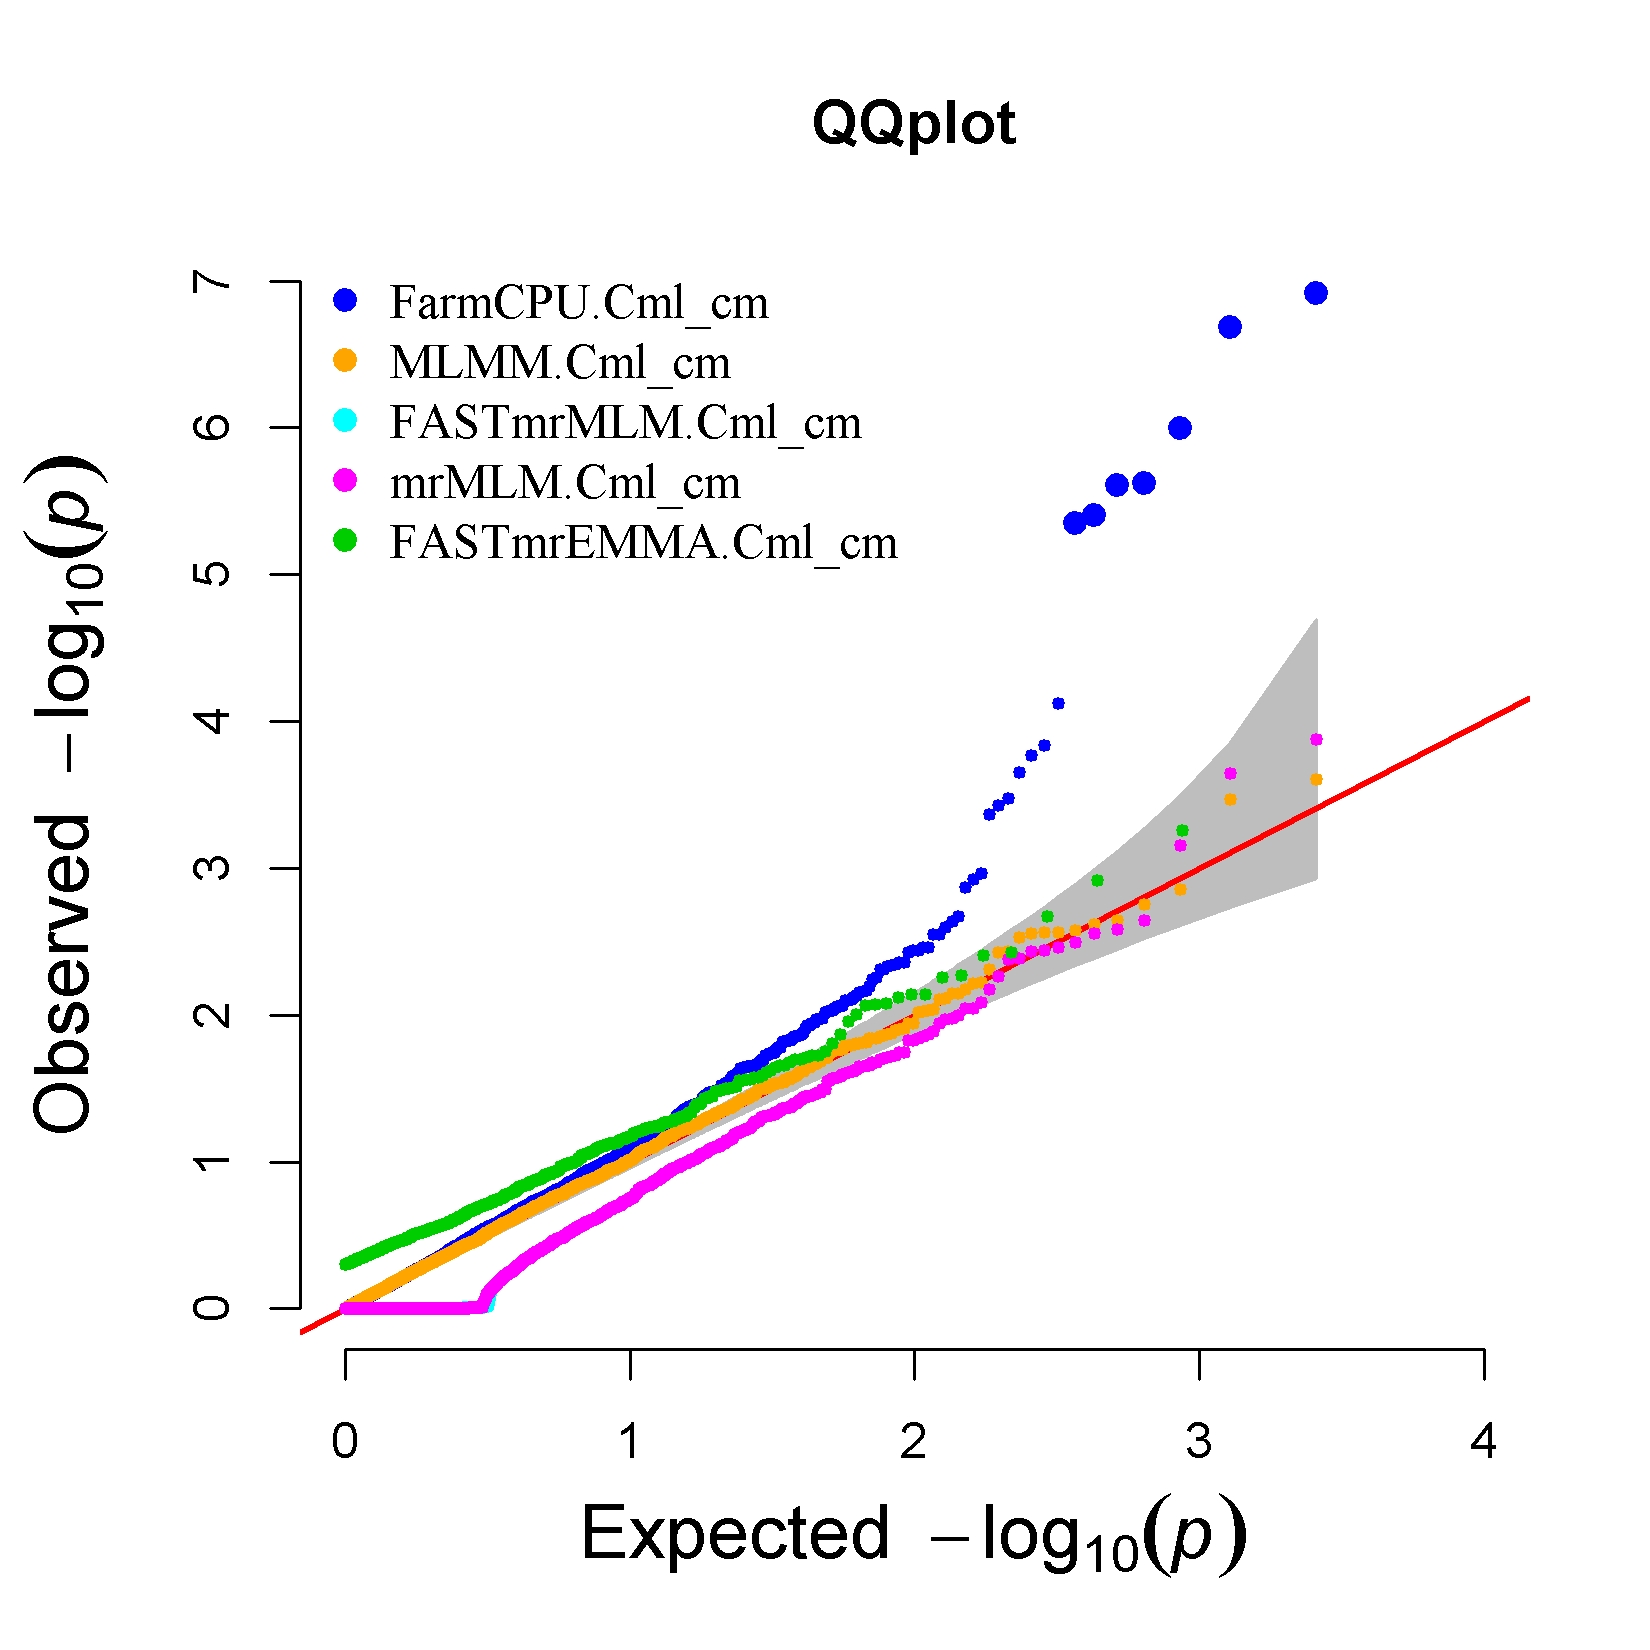 QQplot
FarmCPU.Cml_cm
MLMM.Cml_cm
FASTmrMLM.Cml_cm
mrMLM.Cml_cm
FASTmrEMMA.Cml_cm
Observed −log10(p)
7
6
5
4
3
2
1
0
0 1 2 3 4
Expected −log10(p)